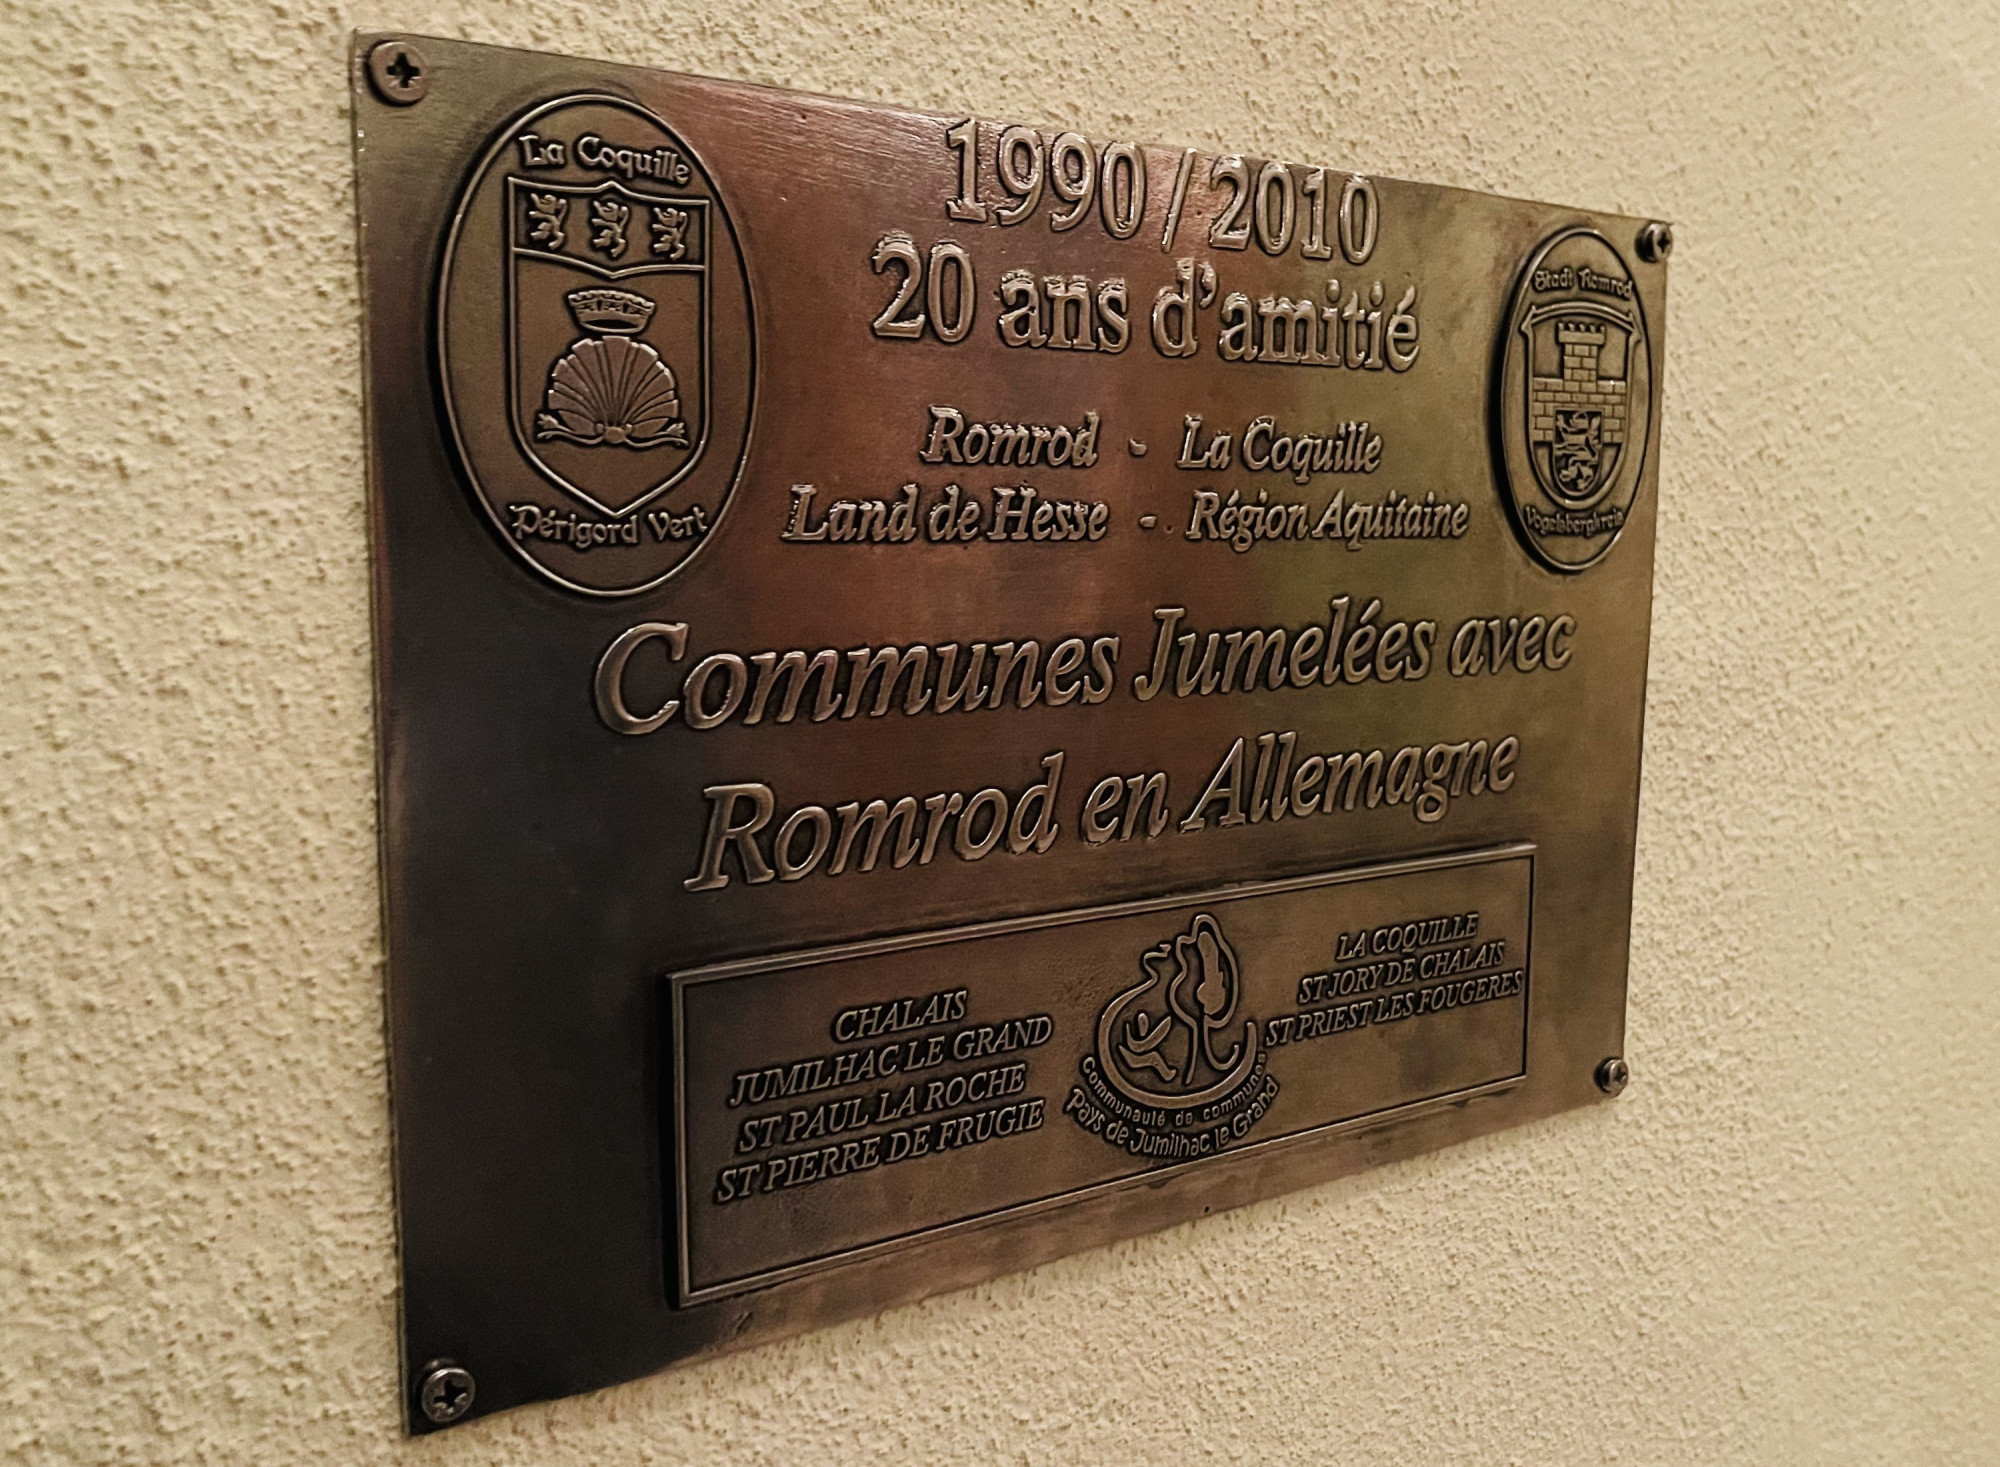 La Coquille
Périgord Vert
1990 / 2010
20 ans d'amitié
Romrod - La Coquille
Land de Hesse - Région Aquitaine
Stadt Romrod
Vogelsbergkreis
Communes Jumelées avec
Romrod en Allemagne
CHALAIS
JUMILHAC LE GRAND
ST PAUL LA ROCHE
ST PIERRE DE FRUGIE
Communauté de communes
Pays de Jumilhac le Grand
LA COQUILLE
ST JORY DE CHALAIS
ST PRIEST LES FOUGERES